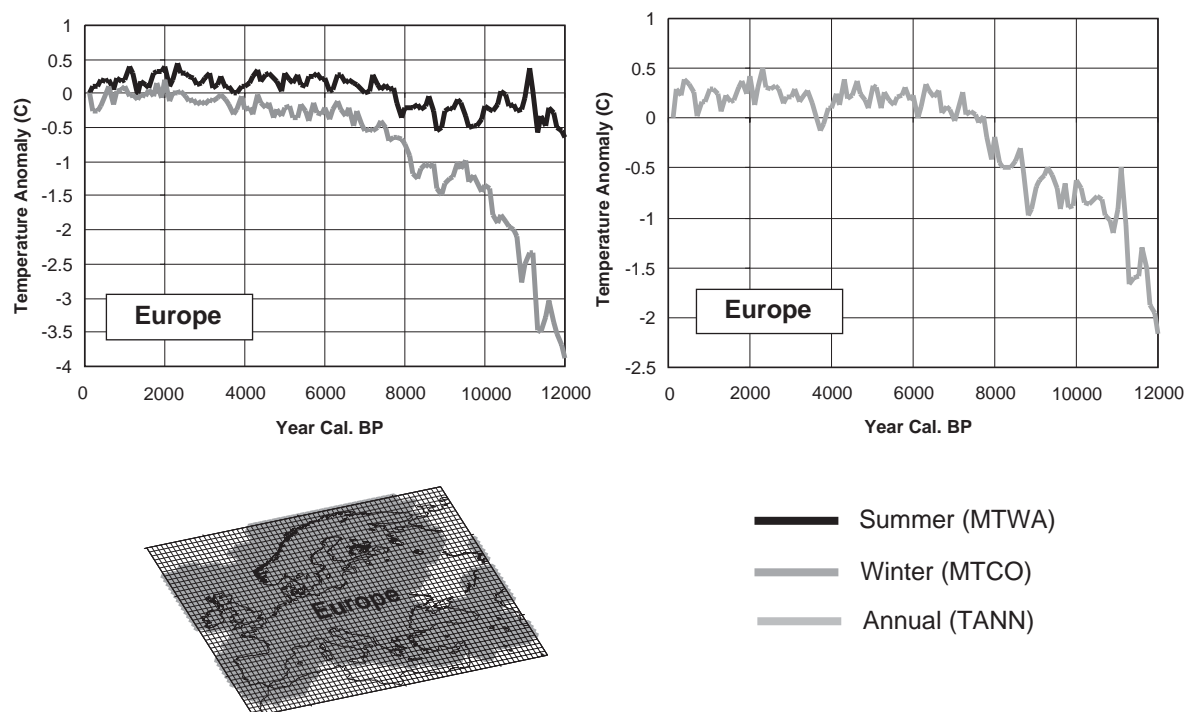 1
0.5
0
-0.5
-1
-1.5
-2
-2.5
-3
-3.5
-4
Temperature Anomaly (C)
Europe
0 2000 4000 6000 8000 10000 12000
Year Cal. BP
1
0.5
0
-0.5
-1
-1.5
-2
-2.5
Temperature Anomaly (C)
Europe
0 2000 4000 6000 8000 10000 12000
Year Cal. BP
Europe
Summer (MTWA)
Winter (MTCO)
Annual (TANN)